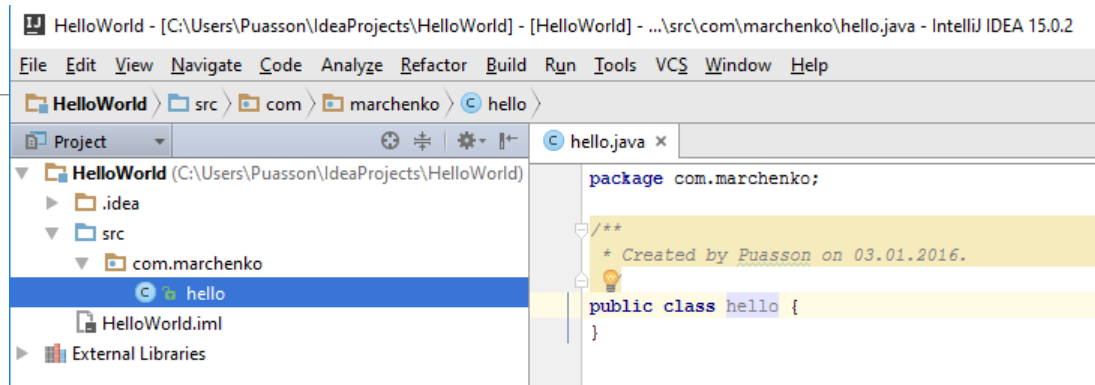 HelloWorld - [C:\Users\Puasson\IdeaProjects\HelloWorld] - [HelloWorld] - ...\src\com\marchenko\hello.java - IntelliJ IDEA 15.0.2
File Edit View Navigate Code Analyze Refactor Build Run Tools VCS Window Help
HelloWorld src com marchenko hello
Project
hello.java
HelloWorld (C:\Users\Puasson\IdeaProjects\HelloWorld)
.idea
src
com.marchenko
hello
HelloWorld.iml
External Libraries
package com.marchenko;
/**
* Created by Puasson on 03.01.2016.
public class hello {
}